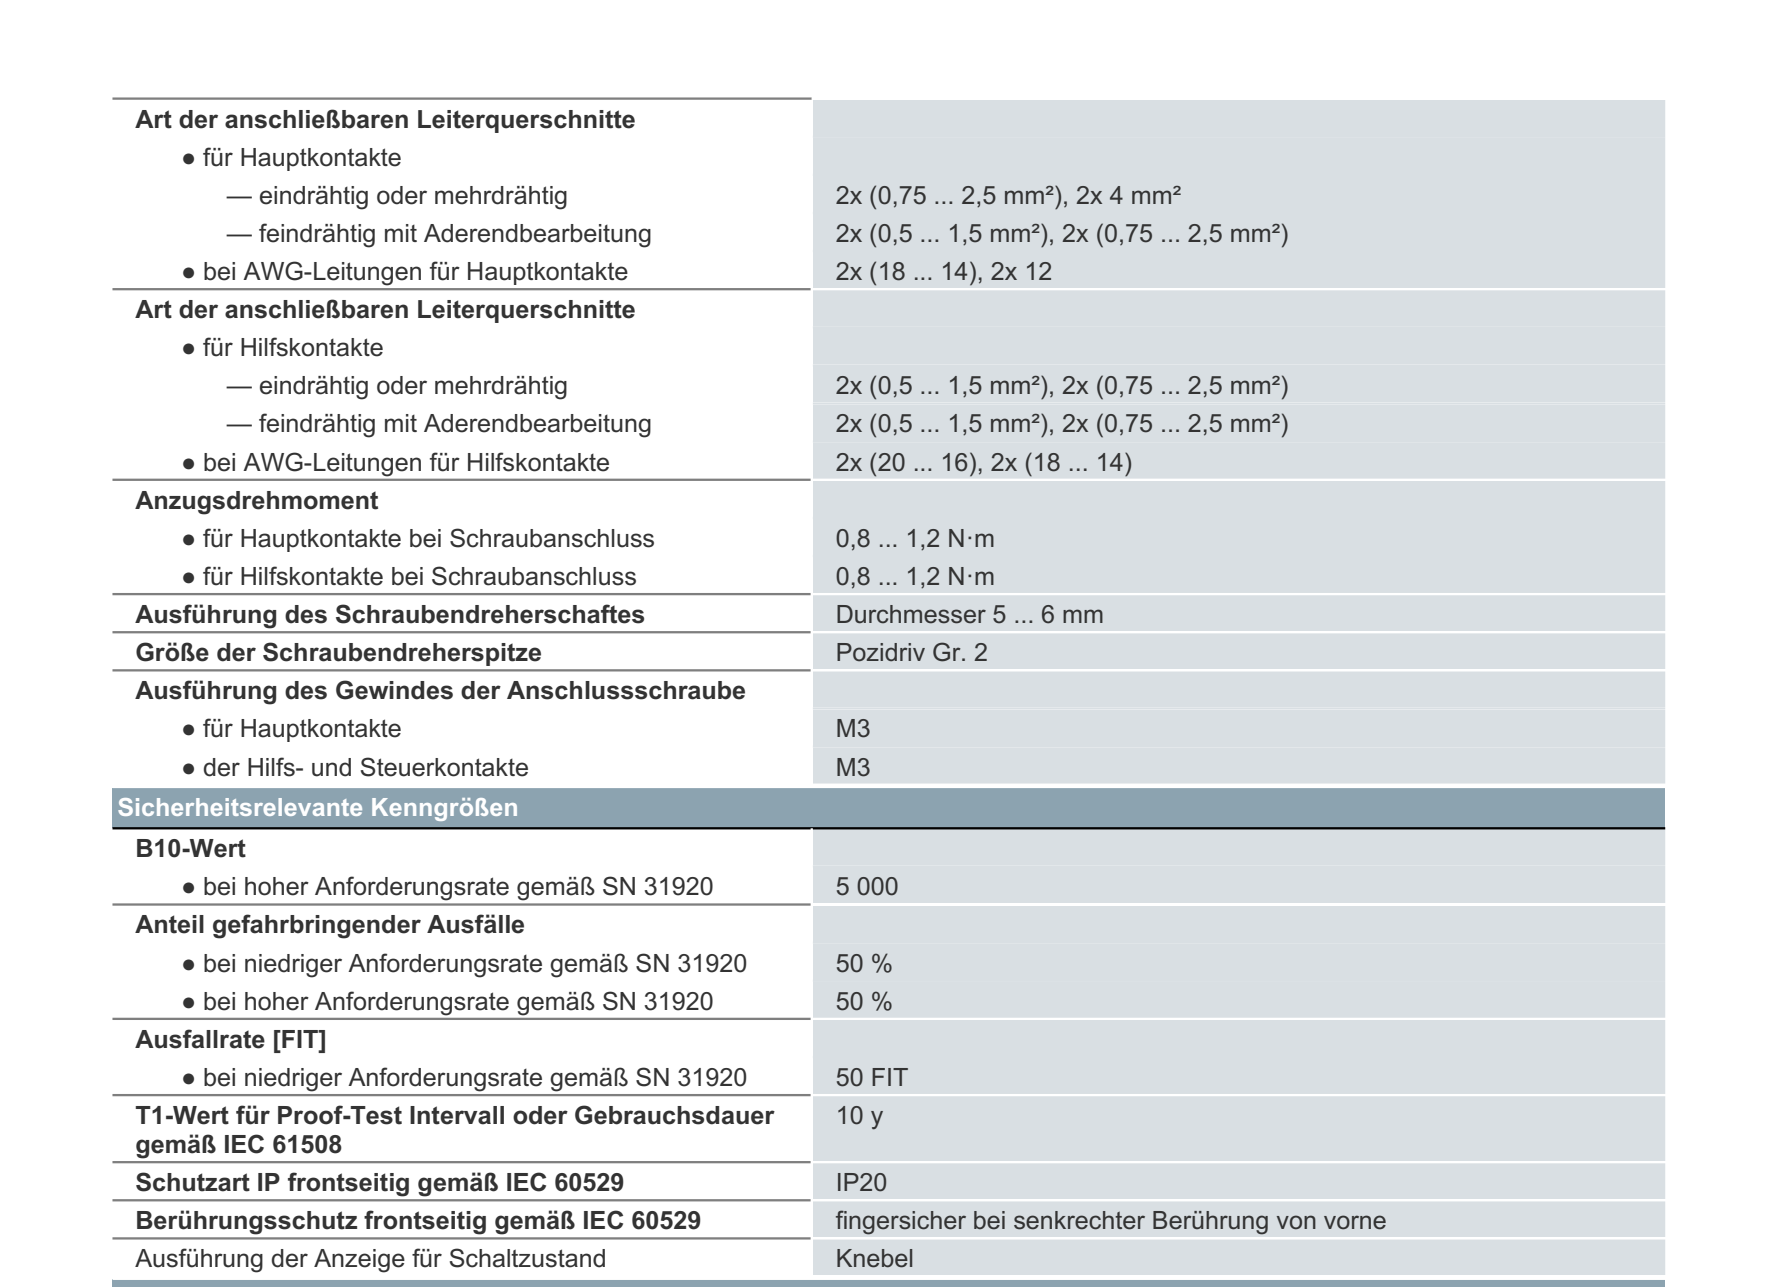 Art der anschließbaren Leiterquerschnitte
● für Hauptkontakte
— eindrähtig oder mehrdrähtig 2x (0,75 ... 2,5 mm²), 2x 4 mm²
— feindrähtig mit Aderendbearbeitung 2x (0,5 ... 1,5 mm²), 2x (0,75 ... 2,5 mm²)
● bei AWG-Leitungen für Hauptkontakte 2x (18 ... 14), 2x 12
Art der anschließbaren Leiterquerschnitte
● für Hilfskontakte
— eindrähtig oder mehrdrähtig 2x (0,5 ... 1,5 mm²), 2x (0,75 ... 2,5 mm²)
— feindrähtig mit Aderendbearbeitung 2x (0,5 ... 1,5 mm²), 2x (0,75 ... 2,5 mm²)
● bei AWG-Leitungen für Hilfskontakte 2x (20 ... 16), 2x (18 ... 14)
Anzugsdrehmoment
● für Hauptkontakte bei Schraubanschluss 0,8 ... 1,2 N·m
● für Hilfskontakte bei Schraubanschluss 0,8 ... 1,2 N·m
Ausführung des Schraubendreherschaftes Durchmesser 5 ... 6 mm
Größe der Schraubendreherspitze Pozidriv Gr. 2
Ausführung des Gewindes der Anschlussschraube
● für Hauptkontakte M3
● der Hilfs- und Steuerkontakte M3
Sicherheitsrelevante Kenngrößen
B10-Wert
● bei hoher Anforderungsrate gemäß SN 31920 5 000
Anteil gefahrbringender Ausfälle
● bei niedriger Anforderungsrate gemäß SN 31920 50 %
● bei hoher Anforderungsrate gemäß SN 31920 50 %
Ausfallrate [FIT]
● bei niedriger Anforderungsrate gemäß SN 31920 50 FIT
T1-Wert für Proof-Test Intervall oder Gebrauchsdauer 10 y
gemäß IEC 61508
Schutzart IP frontseitig gemäß IEC 60529 IP20
Berührungsschutz frontseitig gemäß IEC 60529 fingersicher bei senkrechter Berührung von vorne
Ausführung der Anzeige für Schaltzustand Knebel